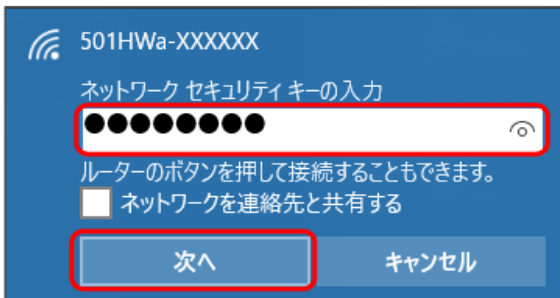 501HWa-XXXXXX
ネットワーク セキュリティ キーの入力
●●●●●●●●
ルーターのボタンを押して接続することもできます。
ネットワークを連絡先と共有する
次へ
キャンセル